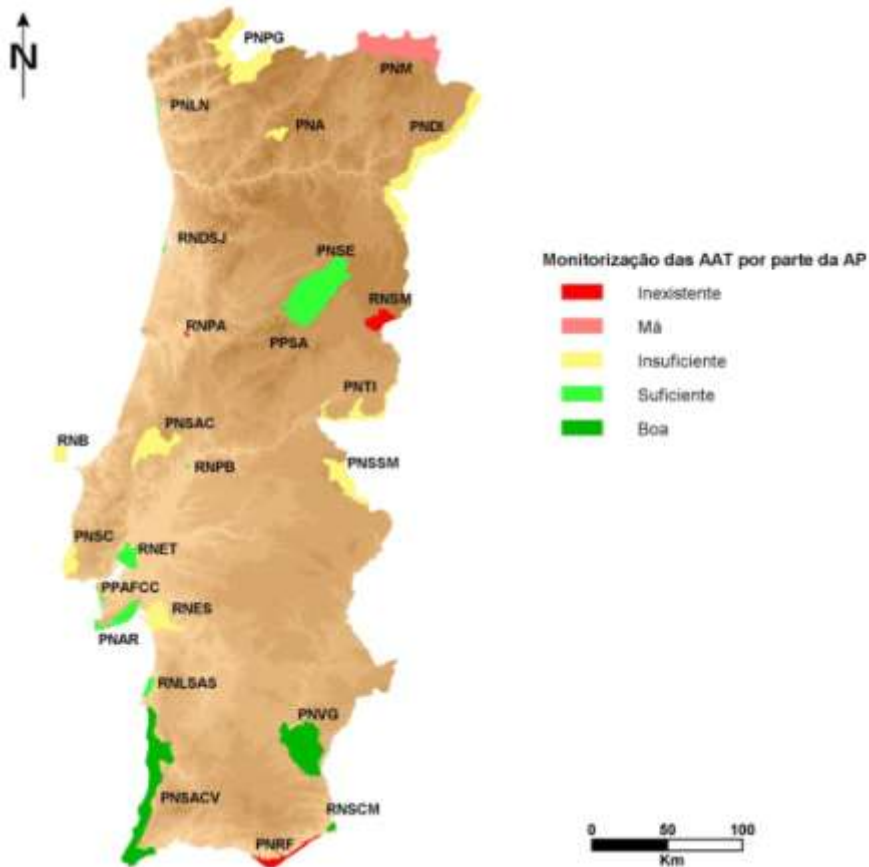 N
PNPG
PNM
PNLN
PNA
PNDI
RNDSJ
PNSE
RNSM
RNPA
PPSA
PNTI
PNSAC
RNB
RNPB
PNSSM
PNSC
RNET
PPAFCC
RNES
PNAR
RNLSAS
PNVG
PNSACV
RNSCM
PNRF
Monitorização das AAT por parte da AP
Inexistente
Má
Insuficiente
Suficiente
Boa
0 50 100
Km